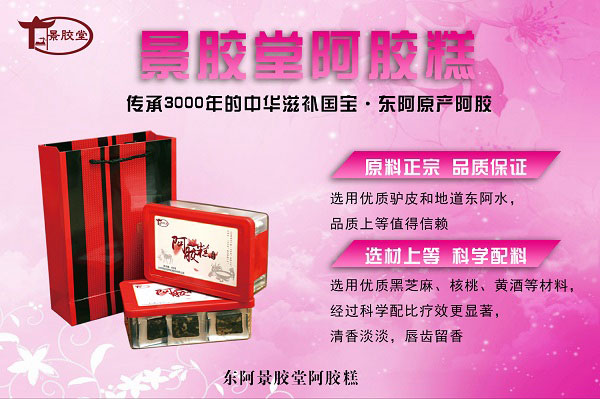 景胶堂
景胶堂阿胶糕
传承3000年的中华滋补国宝·东阿原产阿胶
原料正宗 品质保证
选用优质驴皮和地道东阿水，
品质上等值得信赖
选材上等 科学配料
选用优质黑芝麻、核桃、黄酒等材料，
经过科学配比疗效更显著，
清香淡淡，唇齿留香
阿胶糕
东阿景胶堂阿胶糕